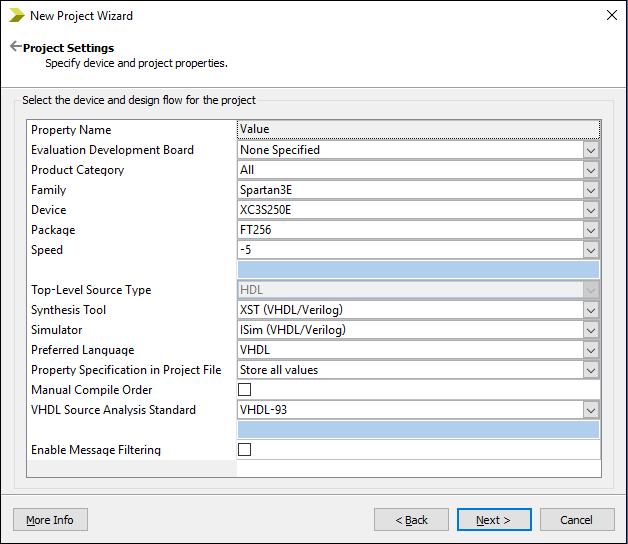 New Project Wizard
Project Settings
Specify device and project properties.
Select the device and design flow for the project
Property Name Value
Evaluation Development Board None Specified
Product Category All
Family Spartan3E
Device XC3S250E
Package FT256
Speed -5
Top-Level Source Type HDL
Synthesis Tool XST (VHDL/Verilog)
Simulator ISim (VHDL/Verilog)
Preferred Language VHDL
Property Specification in Project File Store all values
Manual Compile Order
VHDL Source Analysis Standard VHDL-93
Enable Message Filtering
More Info < Back Next > Cancel